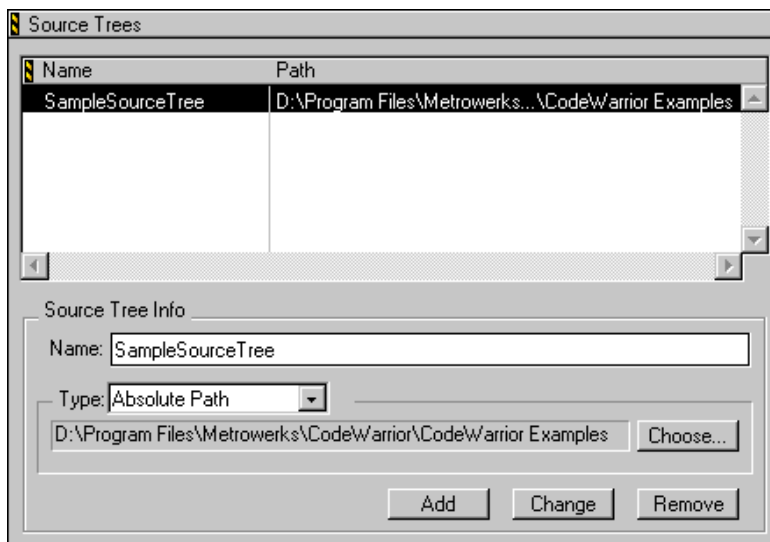 Source Trees
Name Path
SampleSourceTree D:\Program Files\Metrowerks...\CodeWarrior Examples
Source Tree Info
Name: SampleSourceTree
Type: Absolute Path
D:\Program Files\Metrowerks\CodeWarrior\CodeWarrior Examples Choose...
Add Change Remove